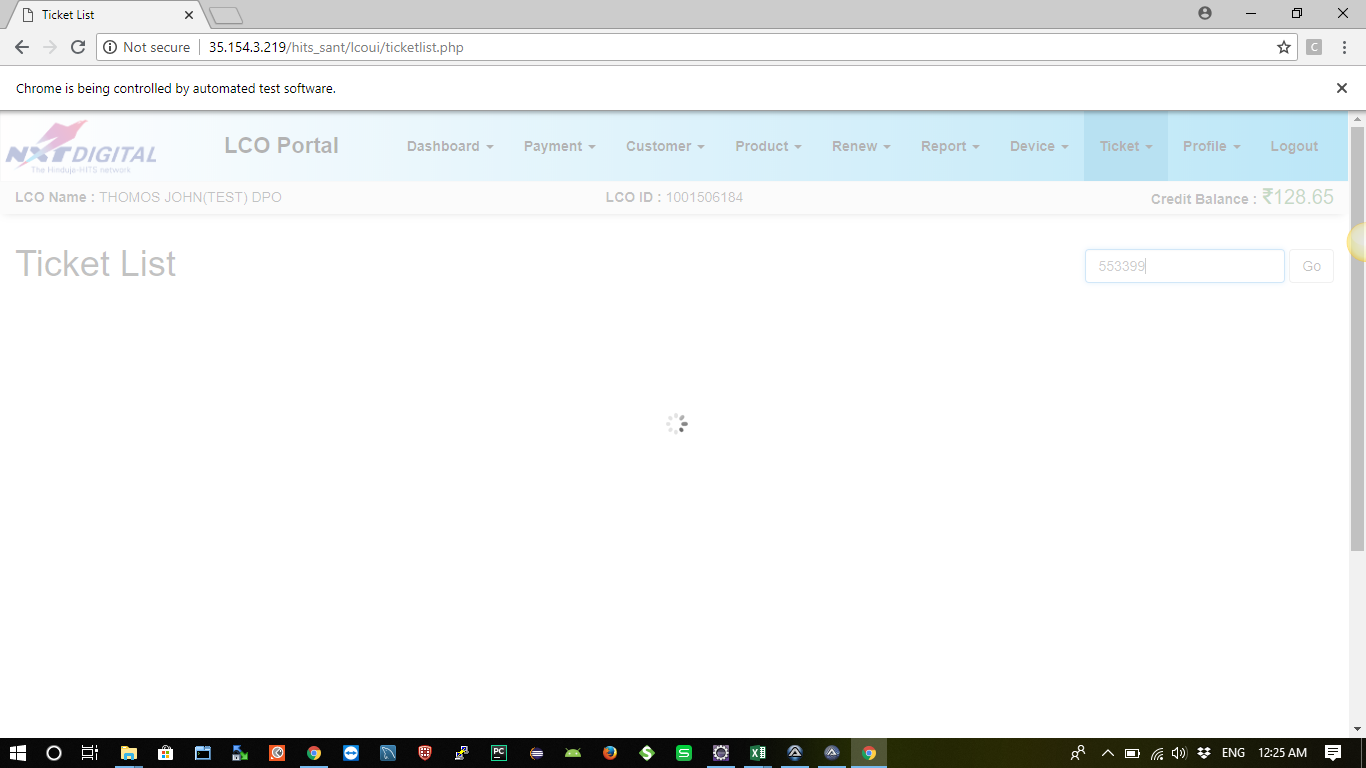 Ticket List
Not secure
35.154.3.219/hits_sant/lcoui/ticketlist.php
C
Chrome is being controlled by automated test software.
NXTDIGITAL
The Hinduja-HITS network
LCO Portal
Dashboard
Payment
Customer
Product
Renew
Report
Device
Ticket
Profile
Logout
LCO Name : THOMOS JOHN(TEST) DPO
LCO ID : 1001506184
Credit Balance : ₹128.65
Ticket List
553399
Go
PC
S
ENG
12:25 AM